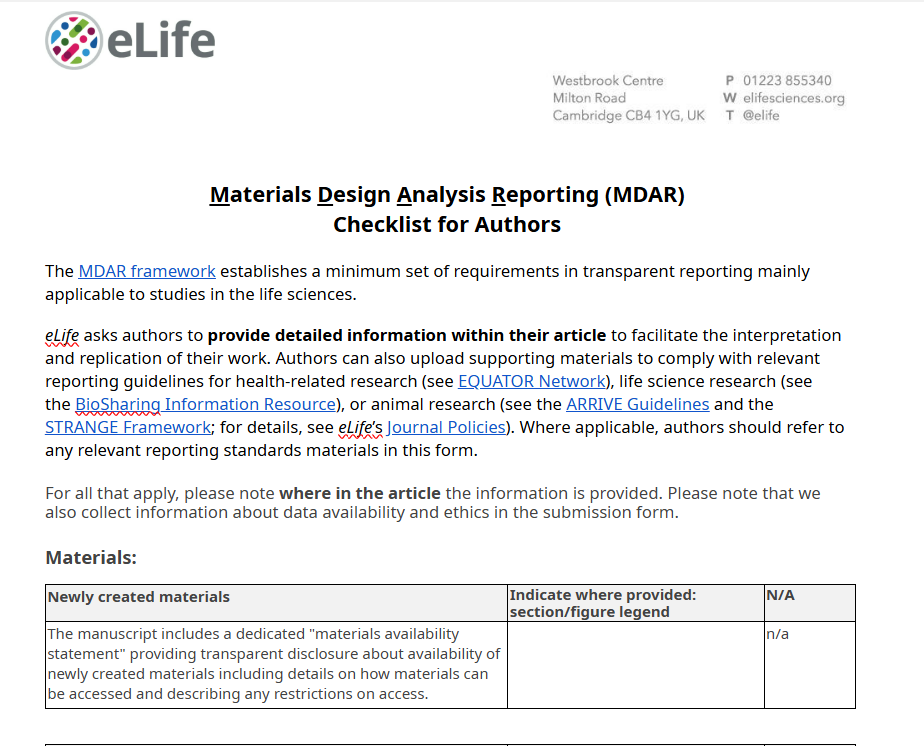 eLife
Westbrook Centre P 01223 855340
Milton Road W elifesciences.org
Cambridge CB4 1YG, UK T @elife
Materials Design Analysis Reporting (MDAR)
Checklist for Authors
The MDAR framework establishes a minimum set of requirements in transparent reporting mainly
applicable to studies in the life sciences.
eLife asks authors to provide detailed information within their article to facilitate the interpretation
and replication of their work. Authors can also upload supporting materials to comply with relevant
reporting guidelines for health-related research (see EQUATOR Network), life science research (see
the BioSharing Information Resource), or animal research (see the ARRIVE Guidelines and the
STRANGE Framework; for details, see eLife's Journal Policies). Where applicable, authors should refer to
any relevant reporting standards materials in this form.
For all that apply, please note where in the article the information is provided. Please note that we
also collect information about data availability and ethics in the submission form.
Materials:
Newly created materials
Indicate where provided:
section/figure legend
N/A
The manuscript includes a dedicated "materials availability
statement" providing transparent disclosure about availability of
newly created materials including details on how materials can
be accessed and describing any restrictions on access.
n/a